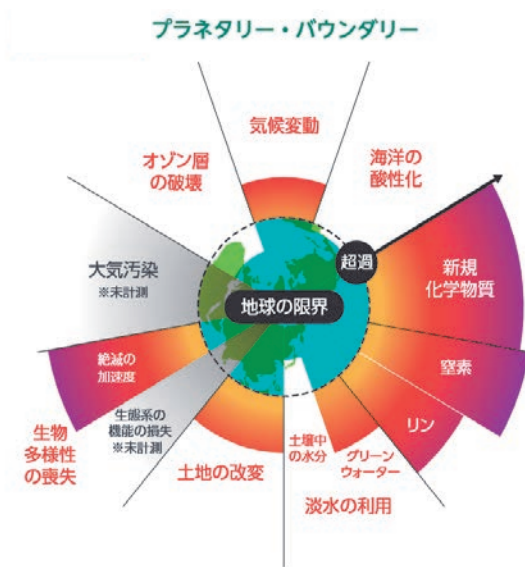 プラネタリー・バウンダリー
気候変動
オゾン層
の破壊
海洋の
酸性化
大気汚染
※未計測
超過
新規
化学物質
地球の限界
絶滅の
加速度
窒素
生物
多様性
の喪失
生態系の
機能の損失
※未計測
土地の改変
土壌中
の水分
グリーン
ウォーター
リン
淡水の利用